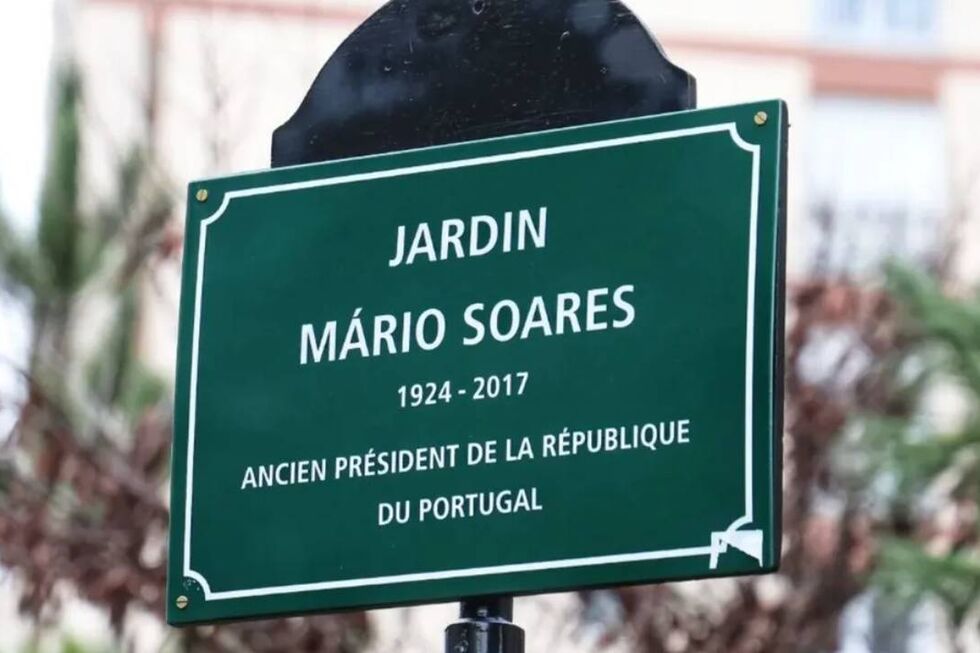 JARDIN
MÁRIO SOARES
1924 - 2017
ANCIEN PRÉSIDENT DE LA RÉPUBLIQUE
DU PORTUGAL